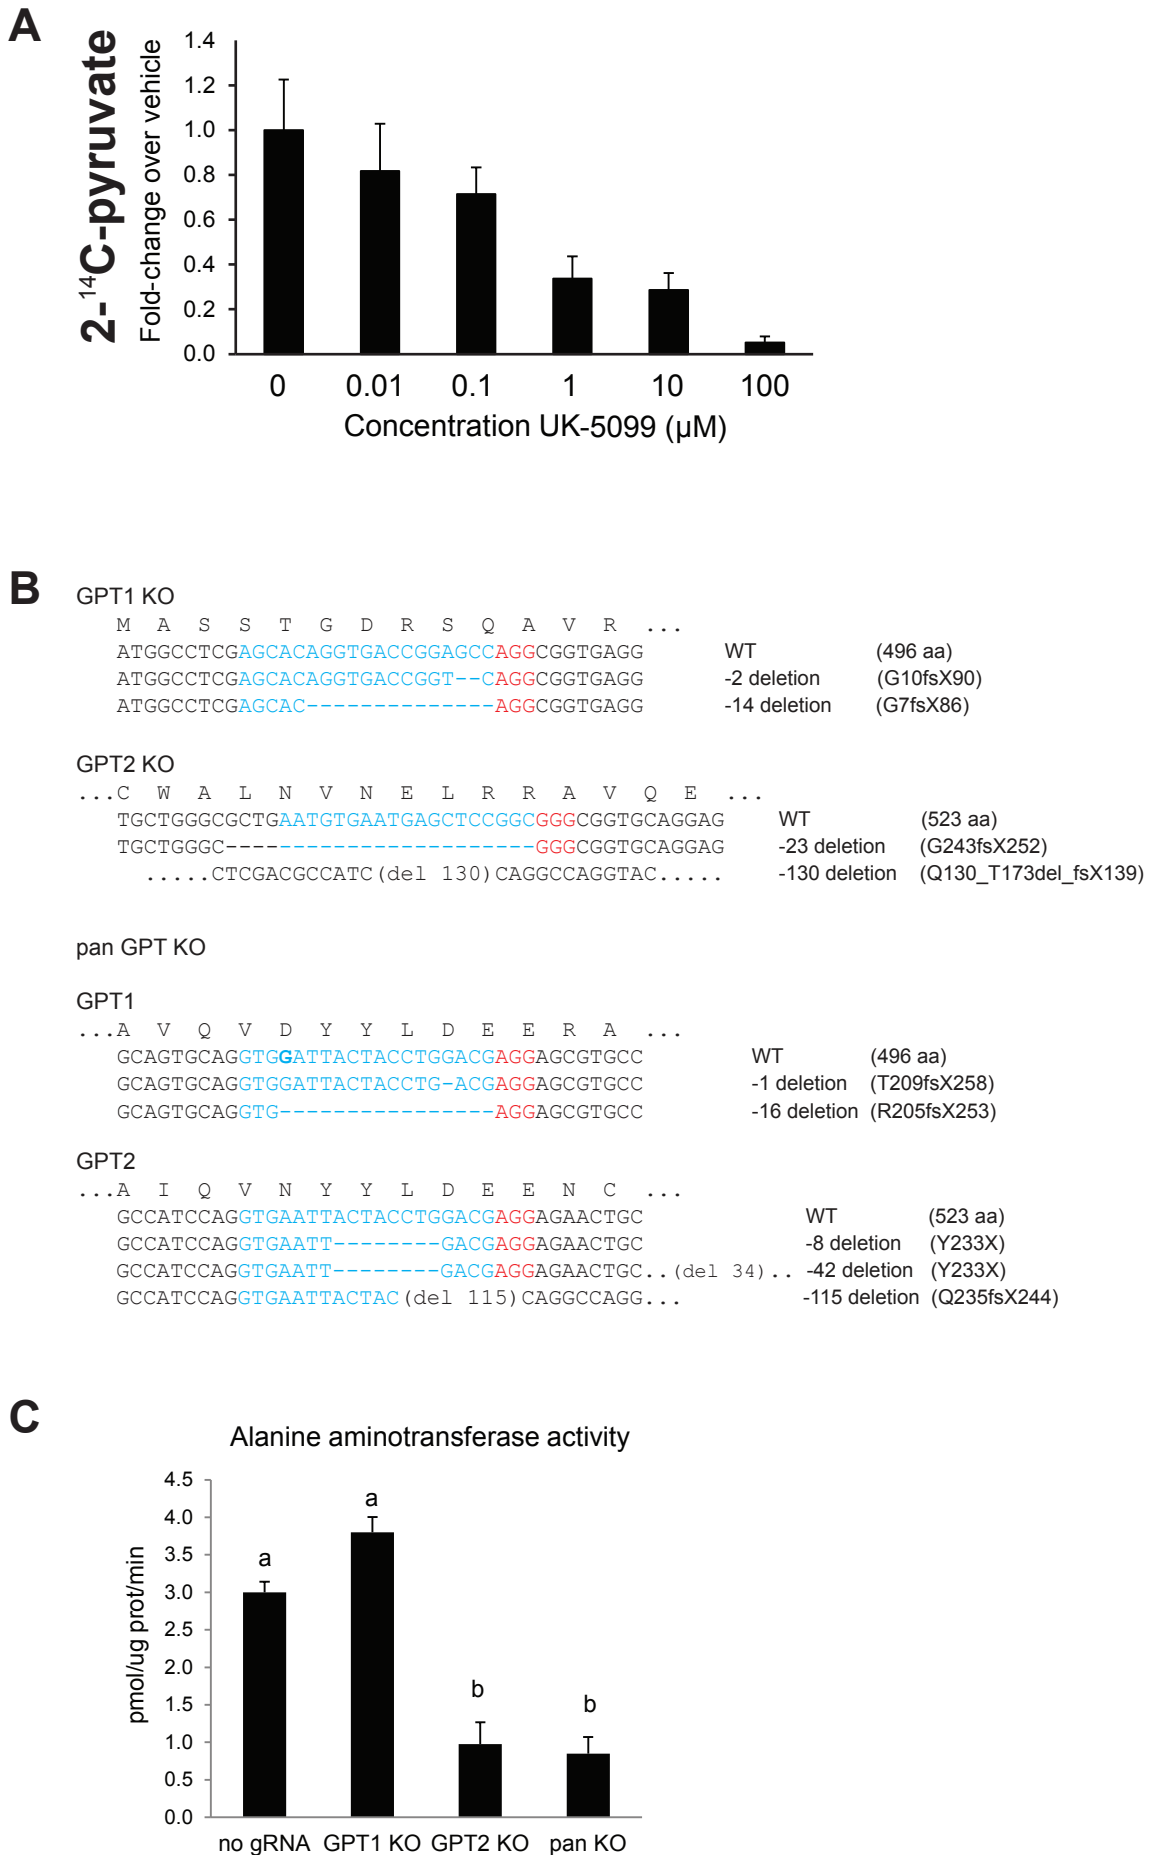 A
2-14C-pyruvate
Fold-change over vehicle
1.4
1.2
1.0
0.8
0.6
0.4
0.2
0.0
0 0.01 0.1 1 10 100
Concentration UK-5099 (µM)
B
GPT1 KO
M A S S T G D R S Q A V R ...
ATGGCCTCGAGCACAGGTGACCGGAGCCAGGCGGTGAGG WT (496 aa)
ATGGCCTCGAGCACAGGTGACCGGT--CAGGCGGTGAGG -2 deletion (G10fsX90)
ATGGCCTCGAGCAC--------------AGGCGGTGAGG -14 deletion (G7fsX86)
GPT2 KO
...C W A L N V N E L R R A V Q E ...
TGCTGGGCGCTGAATGTGAATGAGCTCCGGCGGGCGGTGCAGGAG WT (523 aa)
TGCTGGGC-----------------------GGGCGGTGCAGGAG -23 deletion (G243fsX252)
.....CTCGACGCCATC(del 130)CAGGCCAGGTAC..... -130 deletion (Q130_T173del_fsX139)
pan GPT KO
GPT1
...A V Q V D Y Y L D E E R A ...
GCAGTGCAGGTGGATTACTACCTGGACGAGGAGCGTGCC WT (496 aa)
GCAGTGCAGGTGGATTACTACCTG-ACGAGGAGCGTGCC -1 deletion (T209fsX258)
GCAGTGCAGGTG----------------AGGAGCGTGCC -16 deletion (R205fsX253)
GPT2
...A I Q V N Y Y L D E E N C ...
GCCATCCAGGTGAATTACTACCTGGACGAGGAGAACTGC WT (523 aa)
GCCATCCAGGTGAATT--------GACGAGGAGAACTGC -8 deletion (Y233X)
GCCATCCAGGTGAATT--------GACGAGGAGAACTGC..(del 34).. -42 deletion (Y233X)
GCCATCCAGGTGAATTACTAC(del 115)CAGGCCAGG... -115 deletion (Q235fsX244)
C
Alanine aminotransferase activity
pmol/ug prot/min
4.5
4.0
3.5
3.0
2.5
2.0
1.5
1.0
0.5
0.0
a a b b
no gRNA GPT1 KO GPT2 KO pan KO